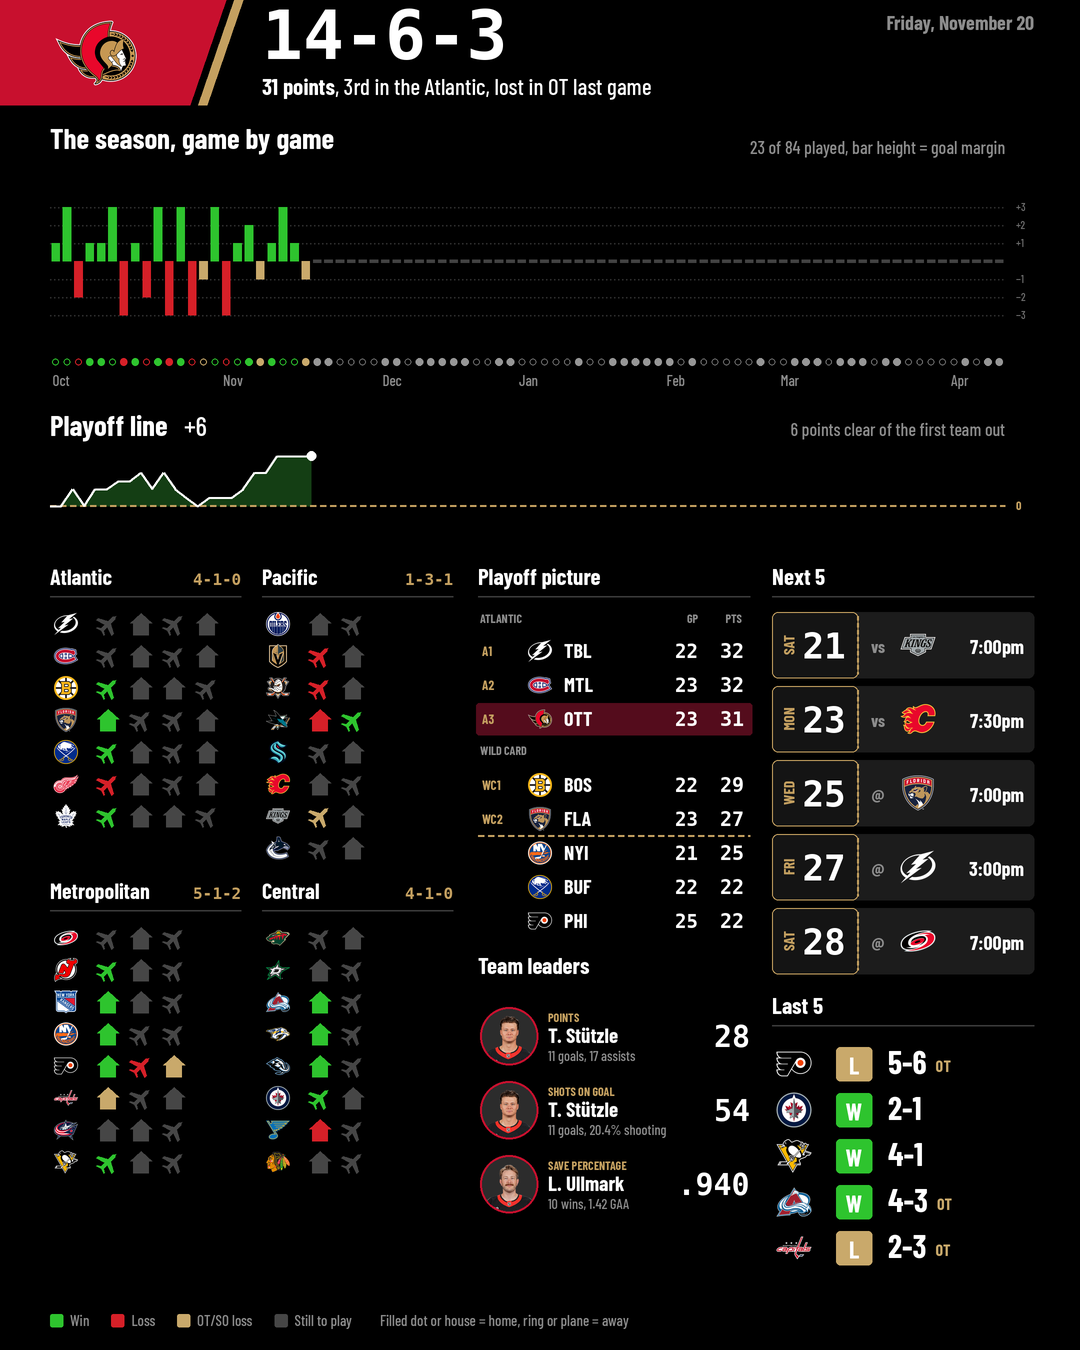 14-6-3
Friday, November 20
31 points, 3rd in the Atlantic, lost in OT last game
The season, game by game
23 of 84 played, bar height = goal margin
+3
+2
+1
−1
−2
−3
Oct Nov Dec Jan Feb Mar Apr
Playoff line +6
6 points clear of the first team out
0
Atlantic 4-1-0
Pacific 1-3-1
Metropolitan 5-1-2
Central 4-1-0
Playoff picture
ATLANTIC GP PTS
A1 TBL 22 32
A2 MTL 23 32
A3 OTT 23 31
WILD CARD
WC1 BOS 22 29
WC2 FLA 23 27
NYI 21 25
BUF 22 22
PHI 25 22
Team leaders
POINTS
T. Stützle 28
11 goals, 17 assists
SHOTS ON GOAL
T. Stützle 54
11 goals, 20.4% shooting
SAVE PERCENTAGE
L. Ullmark .940
10 wins, 1.42 GAA
Next 5
SAT 21 vs KINGS 7:00pm
MON 23 vs 7:30pm
WED 25 @ FLORIDA 7:00pm
FRI 27 @ 3:00pm
SAT 28 @ 7:00pm
Last 5
L 5-6 OT
W 2-1
W 4-1
W 4-3 OT
capitals L 2-3 OT
Win Loss OT/SO loss Still to play Filled dot or house = home, ring or plane = away